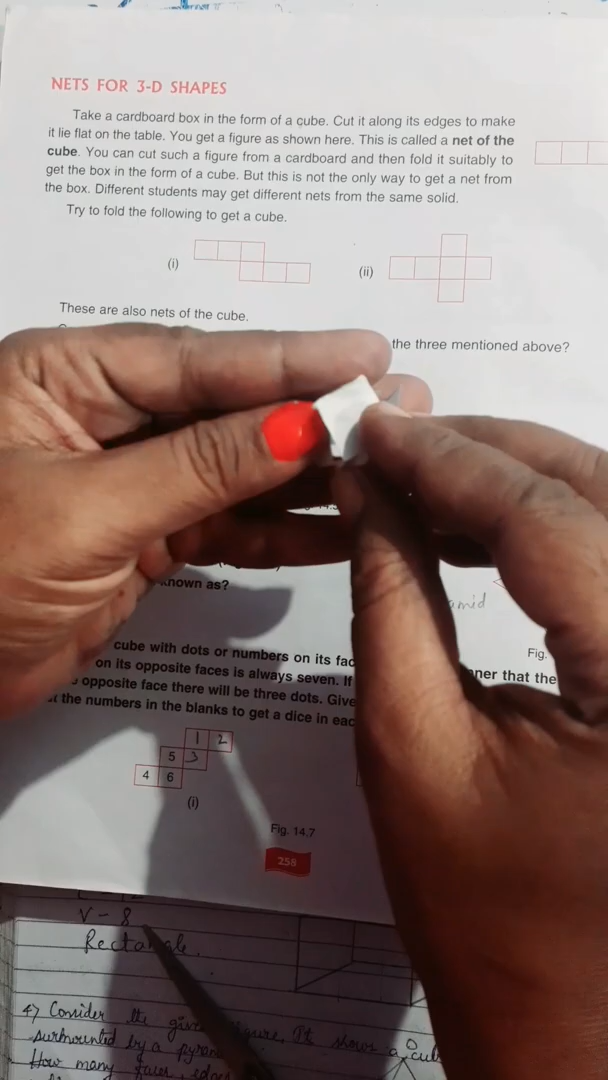 NETS FOR 3-D SHAPES
Take a cardboard box in the form of a cube. Cut it along its edges to make
it lie flat on the table. You get a figure as shown here. This is called a net of the
cube. You can cut such a figure from a cardboard and then fold it suitably to
get the box in the form of a cube. But this is not the only way to get a net from
the box. Different students may get different nets from the same solid.
Try to fold the following to get a cube.
(i)
(ii)
These are also nets of the cube.
the three mentioned above?
known as?
Fig.
cube with dots or numbers on its
on its opposite faces is always seven. If
that the
opposite face there will be three dots. Give
the numbers in the blanks to get a dice in
1 2
5 3
4 6
(i)
Fig. 14.7
258
V - 8
Rectangle.
4) Consider the given figure. It shows a
surmounted by a
How many faces,